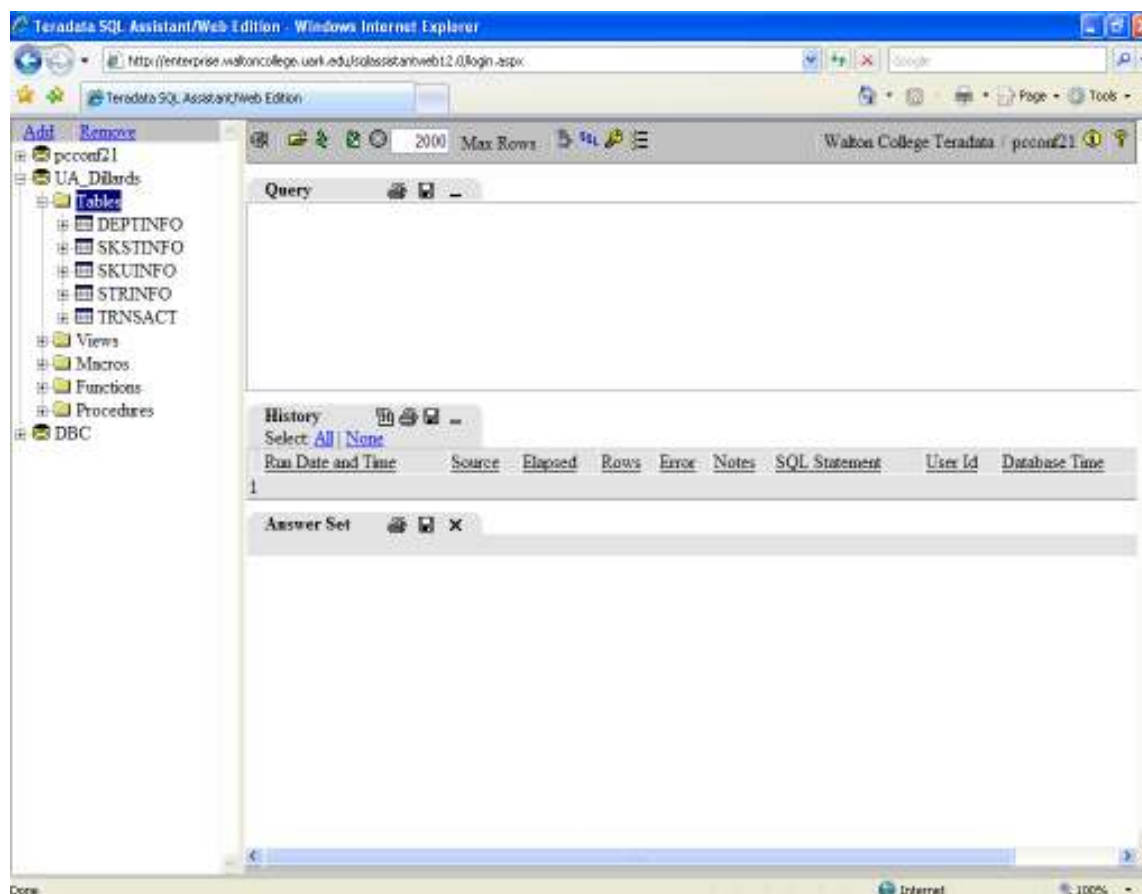 Teradata SQL Assistant/Web Edition - Windows Internet Explorer
http://enterprise.waltoncollege.uark.edu/sqlassistantweb12.0/login.aspx
Google
Teradata SQL Assistant/Web Edition
Page
Tools
Add Remove
pcconf21
UA_Dillards
Tables
DEPTINFO
SKSTINFO
SKUINFO
STRINFO
TRNSACT
Views
Macros
Functions
Procedures
DBC
2000 Max Rows
SQL
Walton College Teradata / pcconf21
Query
History
Select: All | None
Run Date and Time Source Elapsed Rows Error Notes SQL Statement User Id Database Time
1
Answer Set
Done
Internet
100%